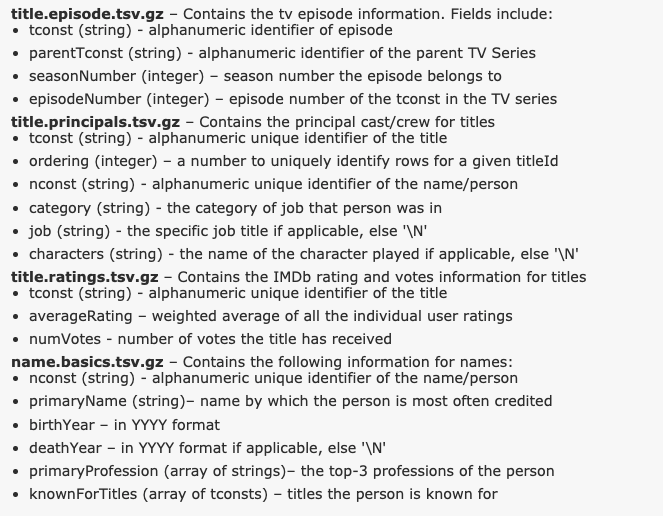 title.episode.tsv.gz – Contains the tv episode information. Fields include:
• tconst (string) - alphanumeric identifier of episode
• parentTconst (string) - alphanumeric identifier of the parent TV Series
• seasonNumber (integer) – season number the episode belongs to
• episodeNumber (integer) – episode number of the tconst in the TV series
title.principals.tsv.gz – Contains the principal cast/crew for titles
• tconst (string) - alphanumeric unique identifier of the title
• ordering (integer) – a number to uniquely identify rows for a given titleId
• nconst (string) - alphanumeric unique identifier of the name/person
• category (string) - the category of job that person was in
• job (string) - the specific job title if applicable, else '\N'
• characters (string) - the name of the character played if applicable, else '\N'
title.ratings.tsv.gz – Contains the IMDb rating and votes information for titles
• tconst (string) - alphanumeric unique identifier of the title
• averageRating – weighted average of all the individual user ratings
• numVotes - number of votes the title has received
name.basics.tsv.gz – Contains the following information for names:
• nconst (string) - alphanumeric unique identifier of the name/person
• primaryName (string)– name by which the person is most often credited
• birthYear – in YYYY format
• deathYear – in YYYY format if applicable, else '\N'
• primaryProfession (array of strings)– the top-3 professions of the person
• knownForTitles (array of tconsts) – titles the person is known for